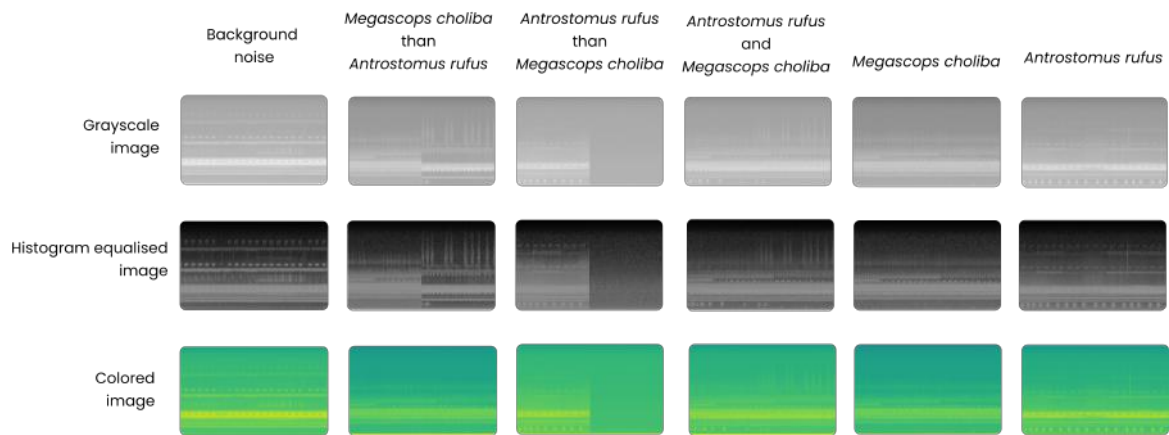 Background
noise
Megascops choliba
than
Antrostomus rufus
Antrostomus rufus
than
Megascops choliba
Antrostomus rufus
and
Megascops choliba
Megascops choliba
Antrostomus rufus
Grayscale
image
Histogram equalised
image
Colored
image